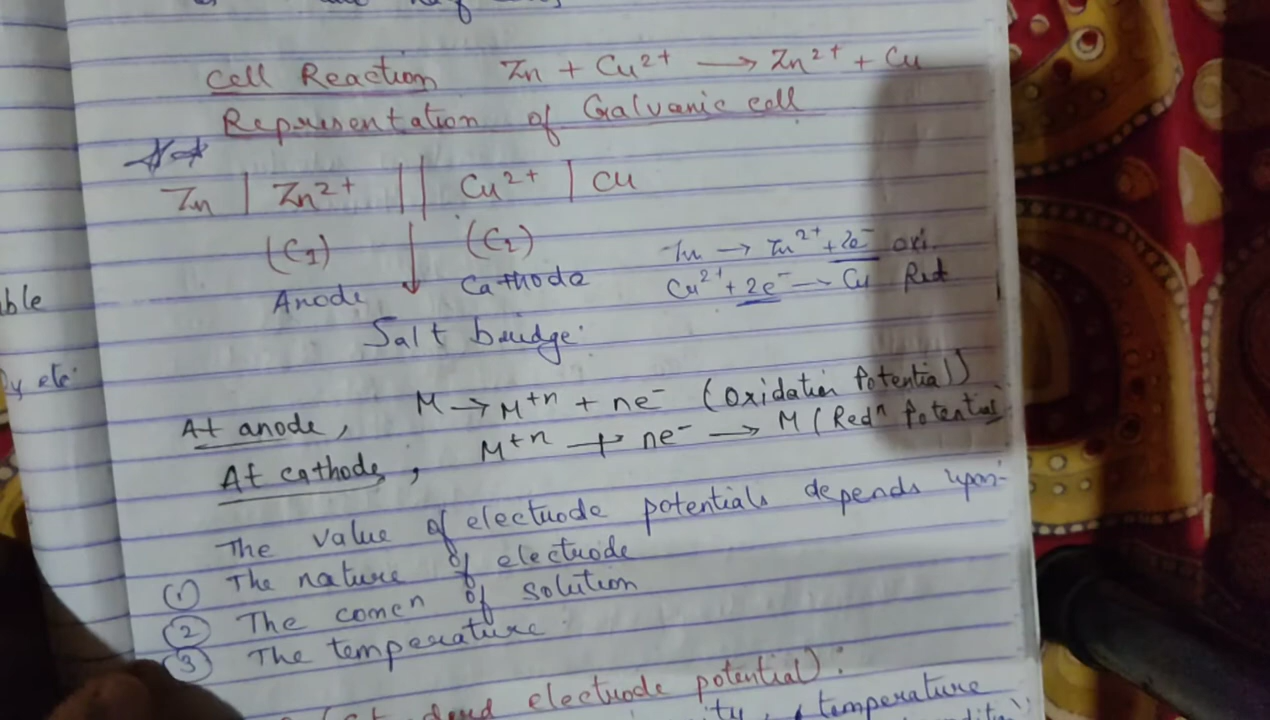 Cell Reaction Zn + Cu²⁺ → Zn²⁺ + Cu
Representation of Galvanic cell
Zn | Zn²⁺ || Cu²⁺ | Cu
(C₁) (C₂)
Zn → Zn²⁺ + 2e⁻ oxi.
Anode Cathode
Cu²⁺ + 2e⁻ → Cu Red
able
Salt bridge
At anode, M → M⁺ⁿ + ne⁻ (Oxidation Potential)
At cathode, M⁺ⁿ + ne⁻ → M (Redⁿ Potential
The value of electrode potentials depends upon-
① The nature of electrode
② The concⁿ of solution
③ The temperature
electrode potential):
temperature